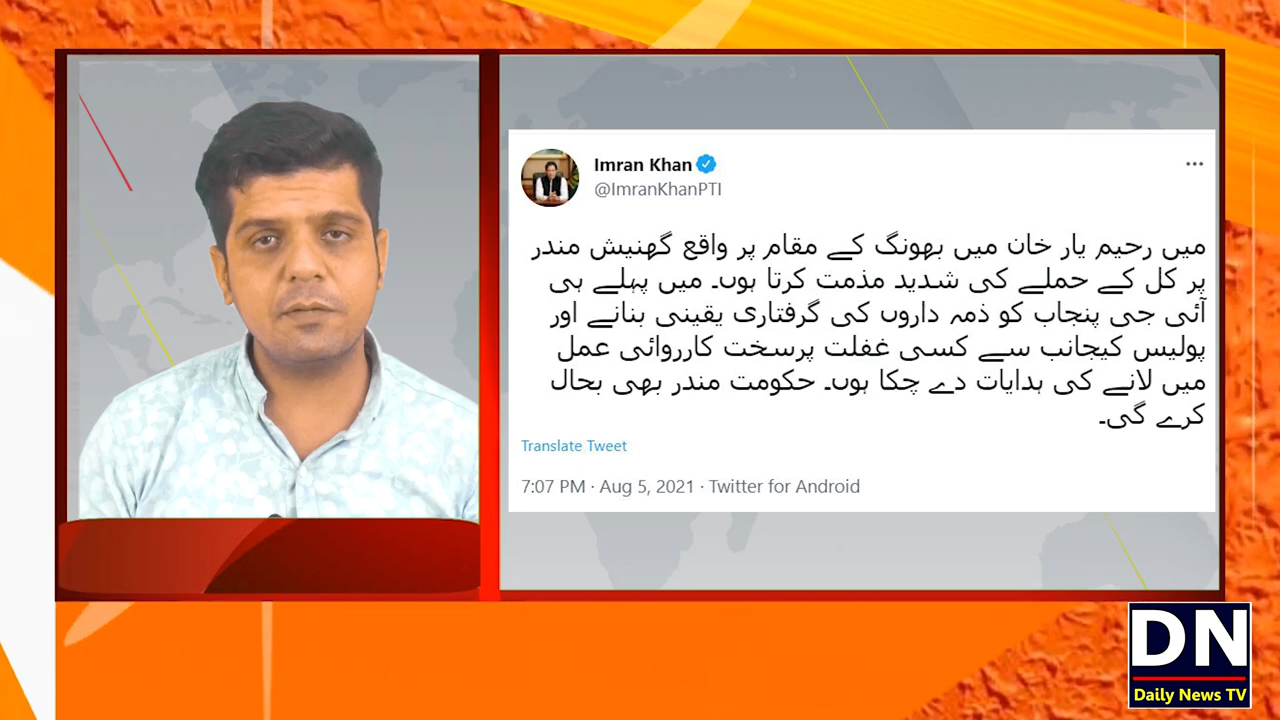 Imran Khan
@ImranKhanPTI
میں رحیم یار خان میں بھونگ کے مقام پر واقع گھنیش مندر
پر کل کے حملے کی شدید مذمت کرتا ہوں۔ میں پہلے ہی
آئی جی پنجاب کو ذمہ داروں کی گرفتاری یقینی بنانے اور
پولیس کیجانب سے کسی غفلت پرسخت کارروائی عمل
میں لانے کی ہدایات دے چکا ہوں۔ حکومت مندر بھی بحال
کرے گی۔
Translate Tweet
7:07 PM · Aug 5, 2021 · Twitter for Android
DN
Daily News TV